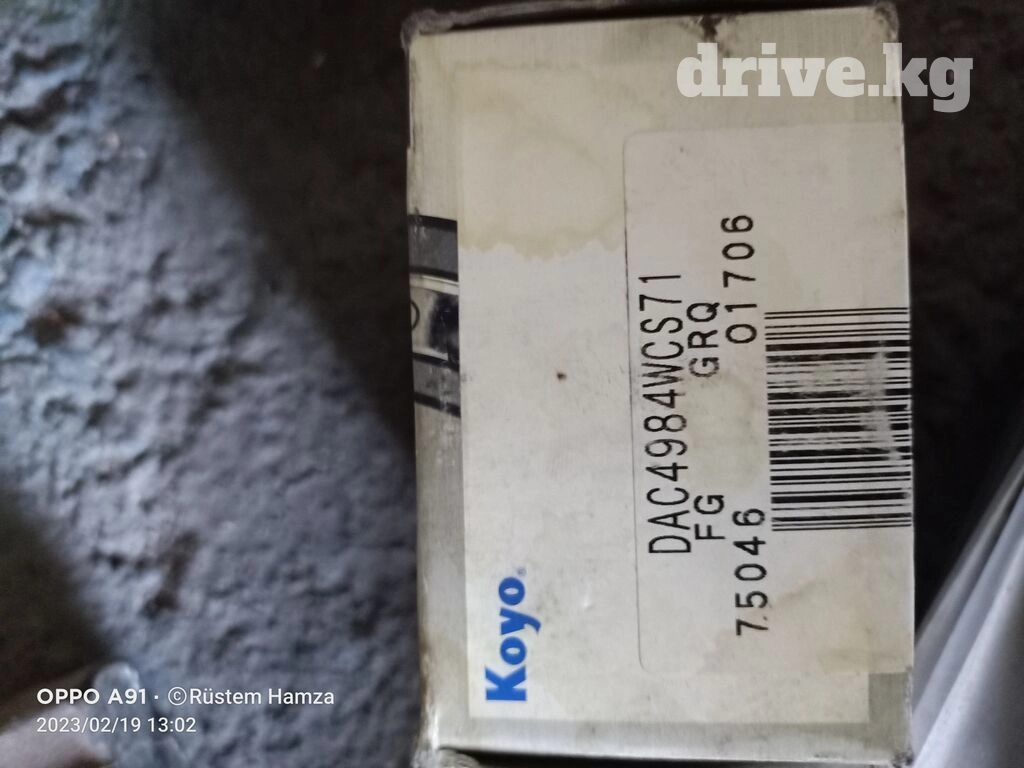 drive.kg
Koyo®
DAC4984WCS71
FG GRQ
75046 01706
OPPO A91 · ©Rüstem Hamza
2023/02/19 13:02